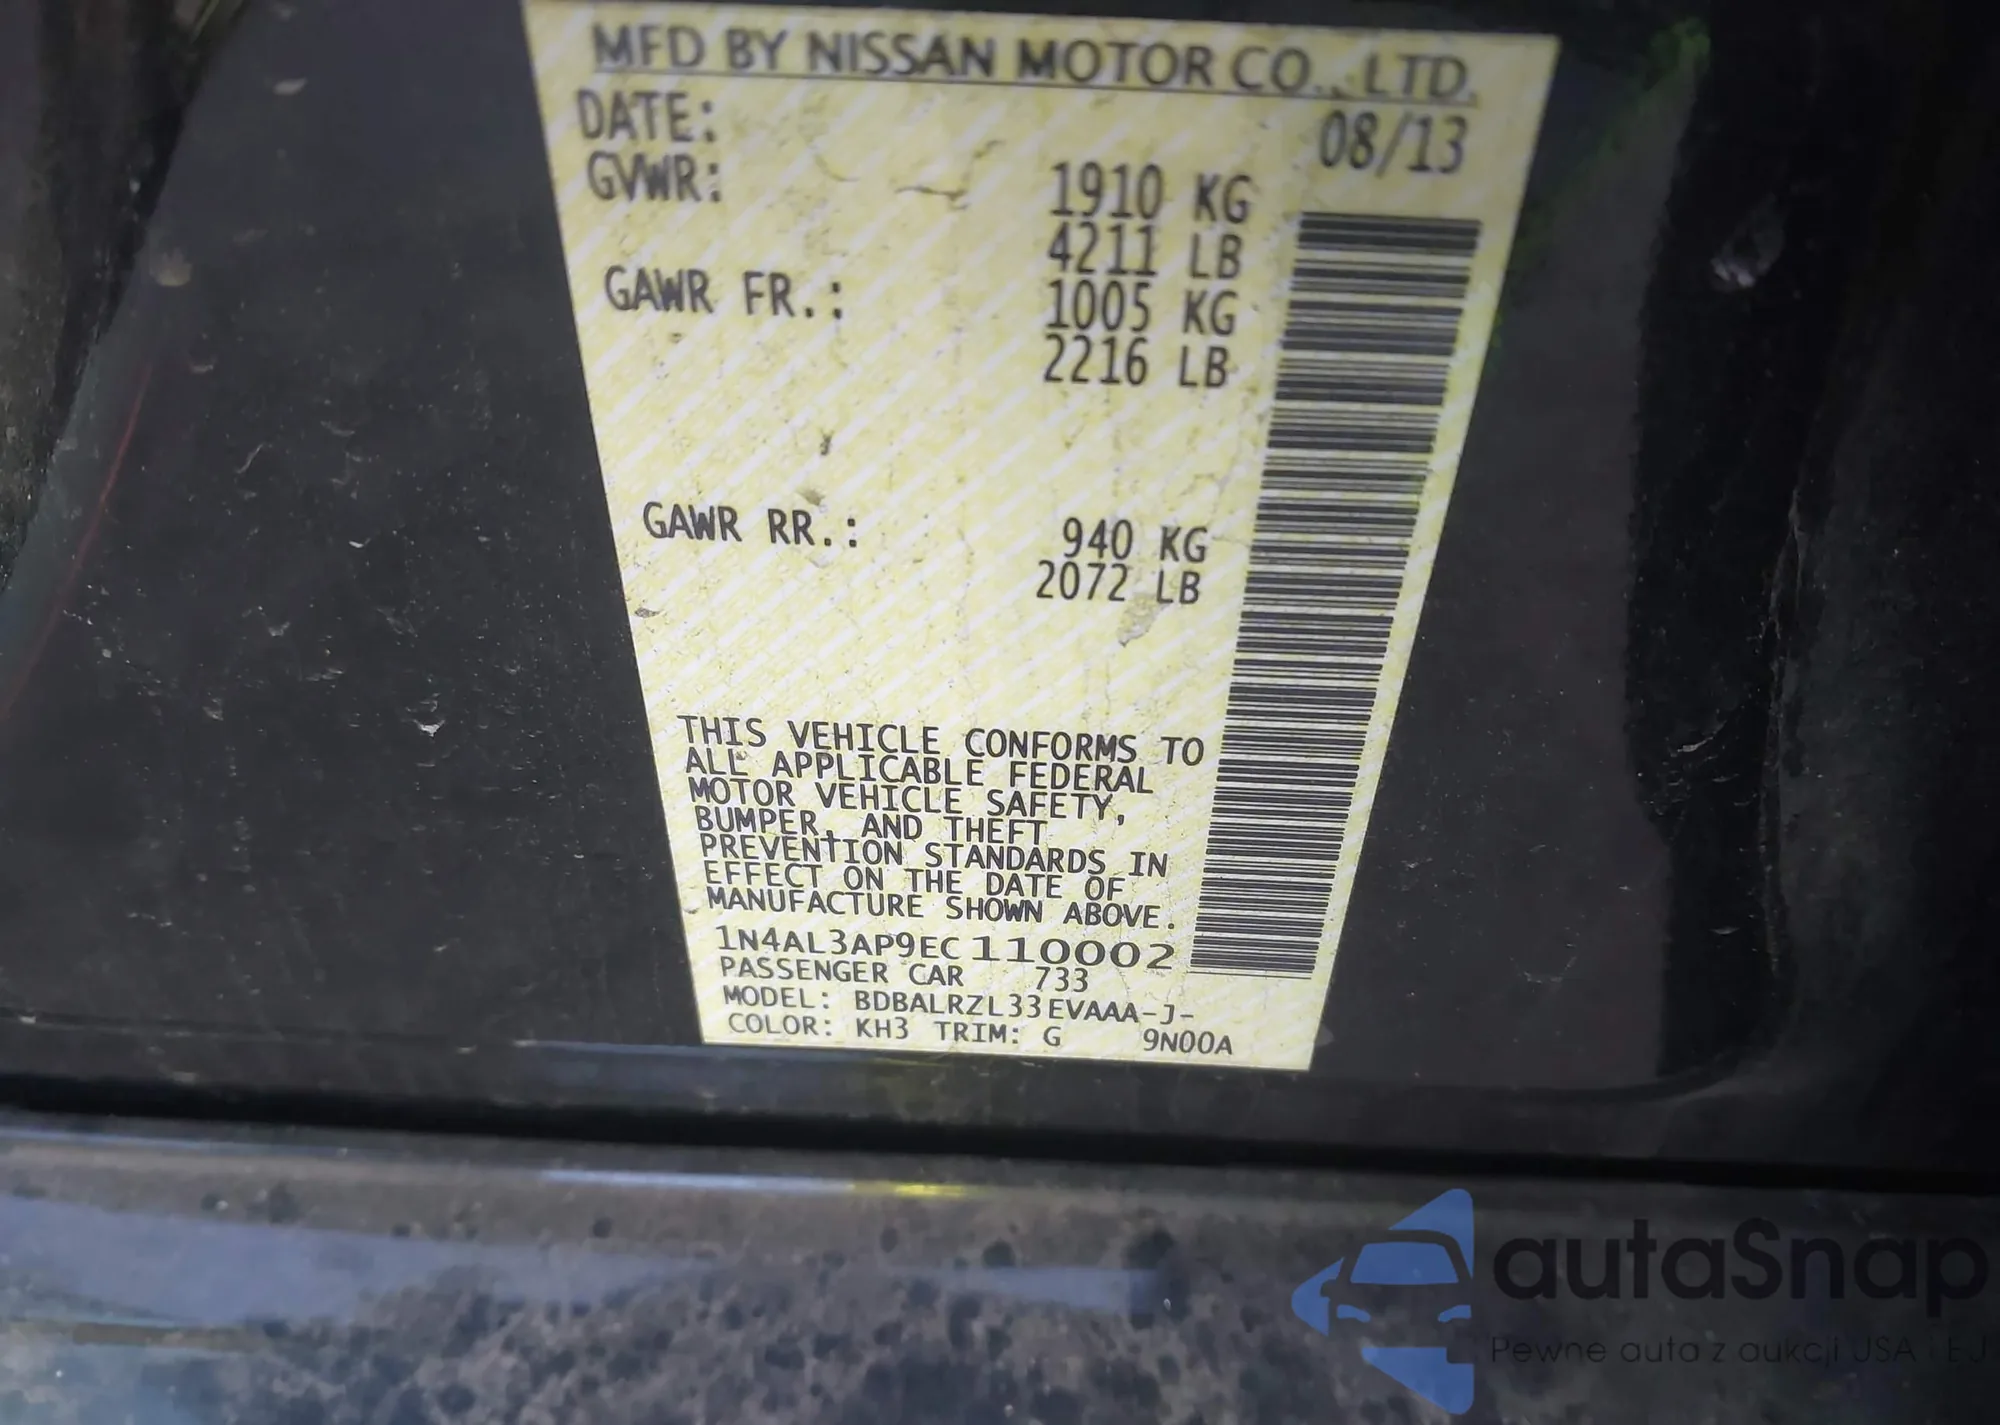 MFD BY NISSAN MOTOR CO., LTD.
DATE: 08/13
GVWR: 1910 KG
4211 LB
GAWR FR.: 1005 KG
2216 LB
GAWR RR.: 940 KG
2072 LB
THIS VEHICLE CONFORMS TO
ALL APPLICABLE FEDERAL
MOTOR VEHICLE SAFETY,
BUMPER, AND THEFT
PREVENTION STANDARDS IN
EFFECT ON THE DATE OF
MANUFACTURE SHOWN ABOVE.
1N4AL3AP9EC110002
PASSENGER CAR 733
MODEL: BDBALRZL33EVAAA-J-
COLOR: KH3 TRIM: G 9N00A
autaSnap
Pewne auta z aukcji USA i EU